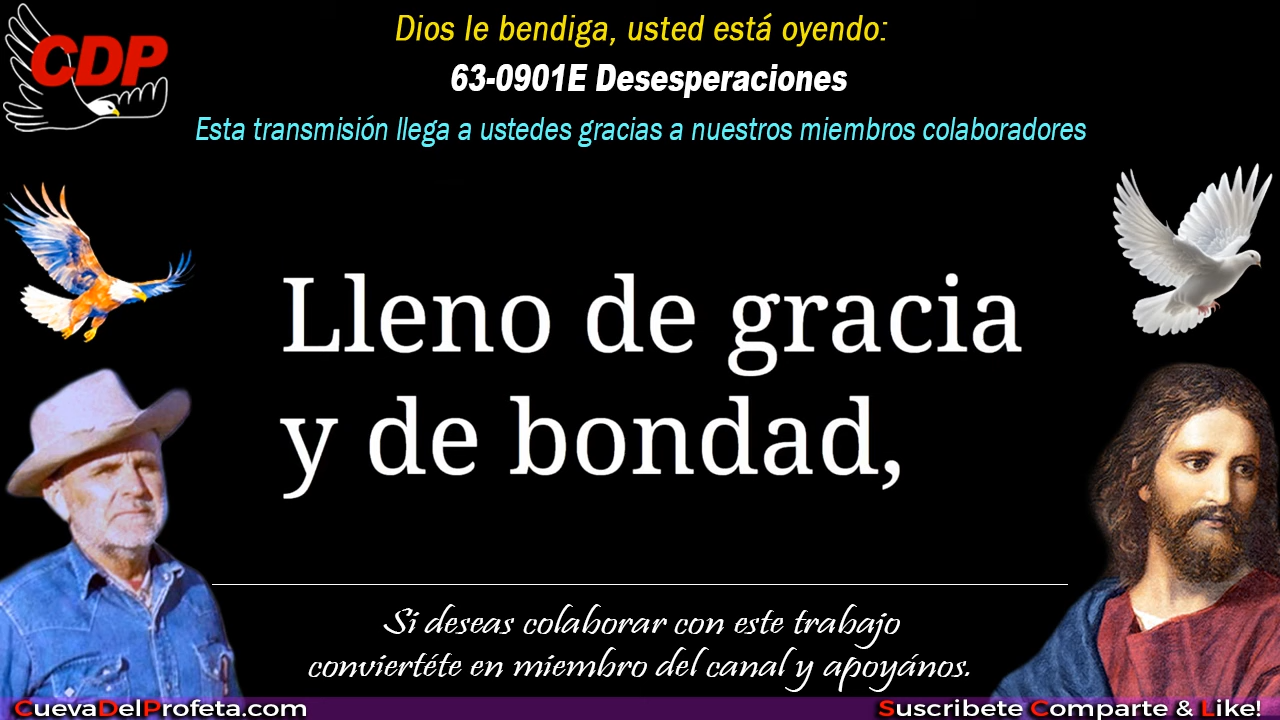 CDP
Dios le bendiga, usted está oyendo:
63-0901E Desesperaciones
Esta transmisión llega a ustedes gracias a nuestros miembros colaboradores
Lleno de gracia
y de bondad,
Si deseas colaborar con este trabajo
conviertéte en miembro del canal y apoyános.
CuevaDelProfeta.com
Suscribete Comparte & Like!